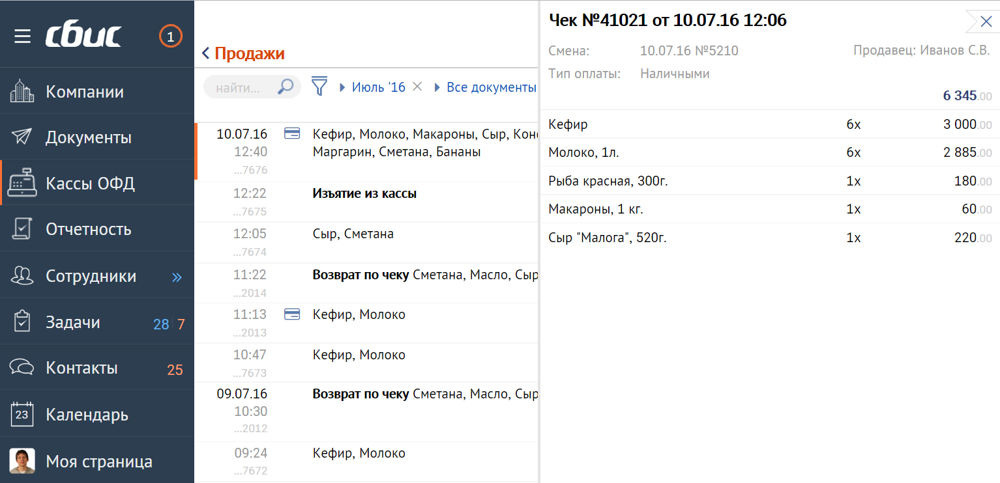 сбис
1
Компании
Документы
Кассы ОФД
Отчетность
Сотрудники »
Задачи 28 7
Контакты 25
23 Календарь
Моя страница
Продажи
найти... Июль '16 Все документы
10.07.16 Кефир, Молоко, Макароны, Сыр,
12:40 Маргарин, Сметана, Бананы
...7676
12:22 Изъятие из кассы
...7675
12:05 Сыр, Сметана
...7674
11:22 Возврат по чеку Сметана, Масло, Сыр
...2014
11:13 Кефир, Молоко
...2013
10:47 Кефир, Молоко
...7673
09.07.16 Возврат по чеку Сметана, Масло, Сыр
10:30
...2012
09:24 Кефир, Молоко
...7672
Чек №41021 от 10.07.16 12:06
Смена: 10.07.16 №5210 Продавец: Иванов С.В.
Тип оплаты: Наличными
6 345.00
Кефир 6x 3 000.00
Молоко, 1л. 6x 2 885.00
Рыба красная, 300г. 1x 180.00
Макароны, 1 кг. 1x 60.00
Сыр "Малога", 520г. 1x 220.00